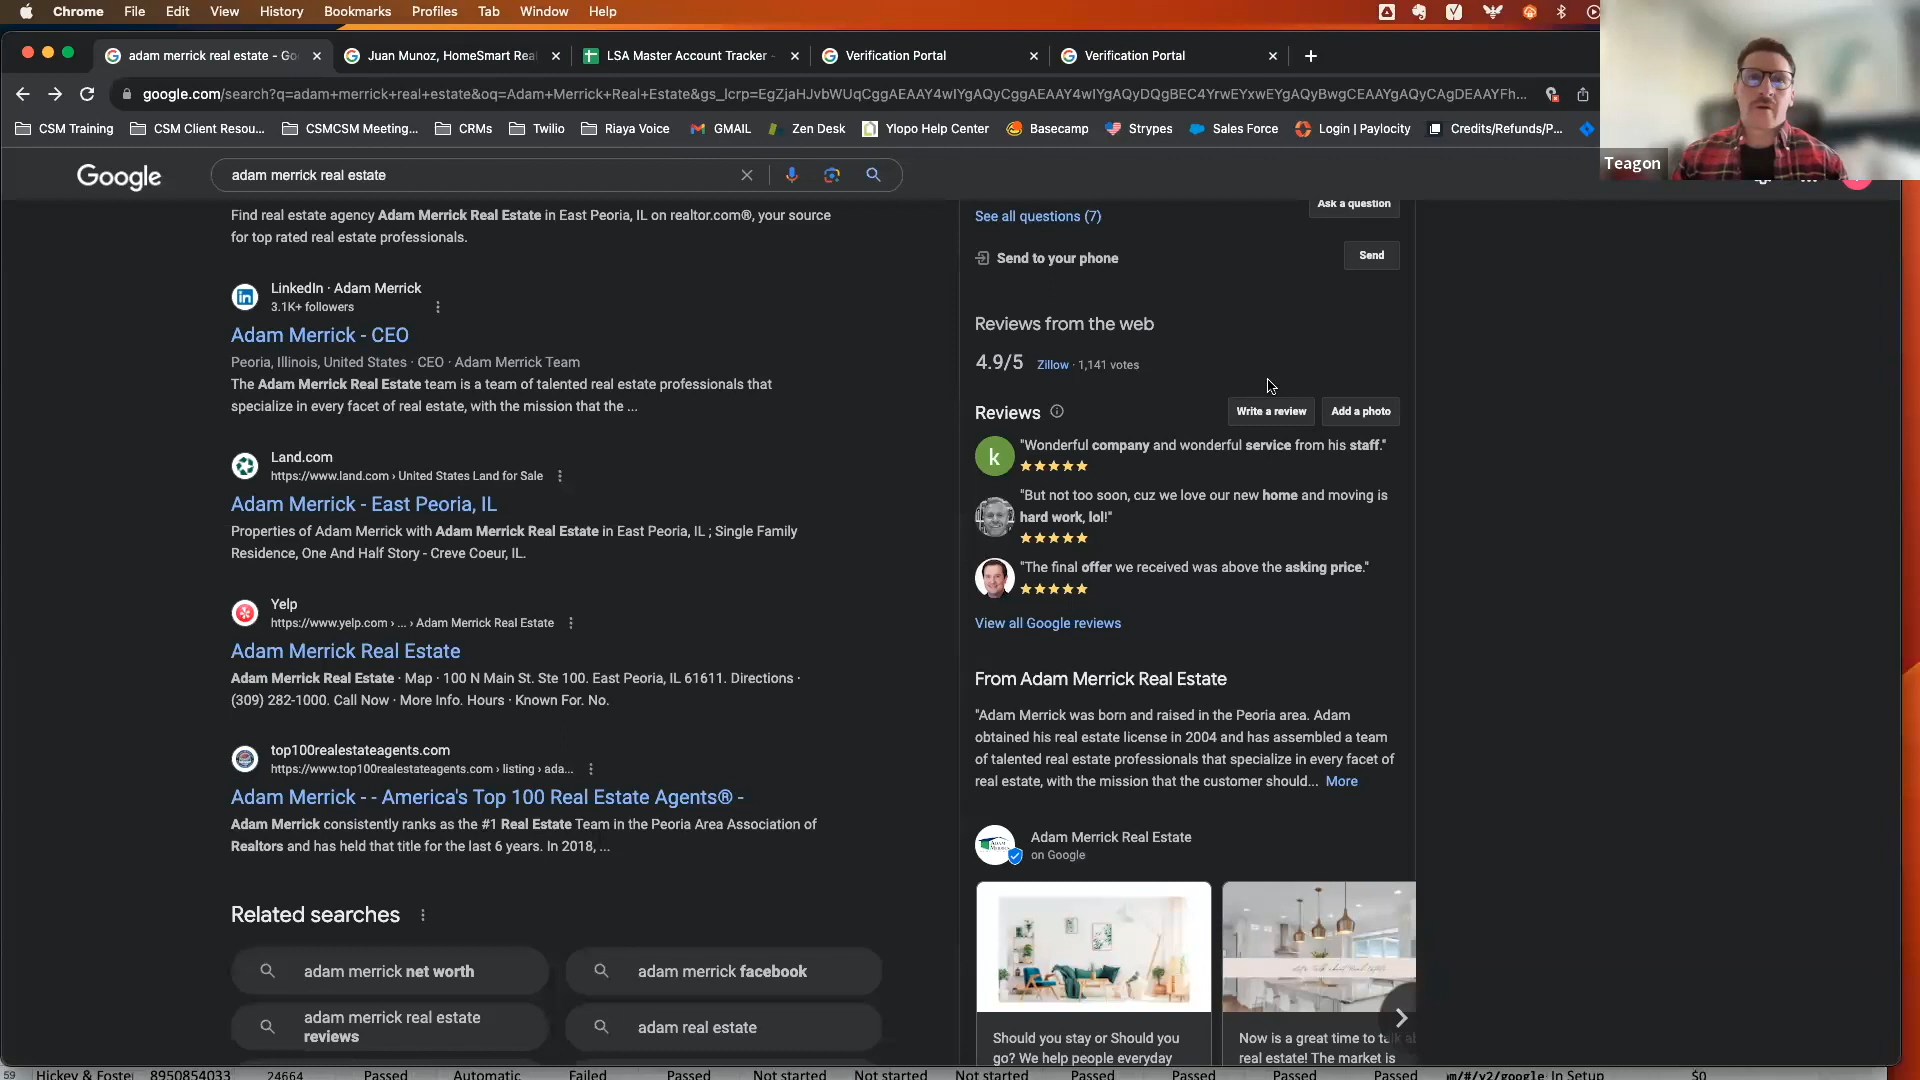 Chrome File Edit View History Bookmarks Profiles Tab Window Help
adam merrick real estate - Go
Juan Munoz, HomeSmart Rea
LSA Master Account Tracker -
Verification Portal
Verification Portal
google.com/search?q=adam+merrick+real+estate&oq=Adam+Merrick+Real+Estate&gs_lcrp=EgZjaHJvbWUqCggAEAAY4wIYgAQyCggAEAAY4wIYgAQyDQgBEC4YrwEYxwEYgAQyBwgCEAAYgAQyCAgDEAAYFh...
CSM Training CSM Client Resou... CSMCSM Meeting... CRMs Twilio Riaya Voice GMAIL Zen Desk Ylopo Help Center Basecamp Strypes Sales Force Login | Paylocity Credits/Refunds/P...
Teagon
Google adam merrick real estate
Find real estate agency Adam Merrick Real Estate in East Peoria, IL on realtor.com®, your source
for top rated real estate professionals.
LinkedIn · Adam Merrick
3.1K+ followers
Adam Merrick - CEO
Peoria, Illinois, United States · CEO · Adam Merrick Team
The Adam Merrick Real Estate team is a team of talented real estate professionals that
specialize in every facet of real estate, with the mission that the ...
Land.com
https://www.land.com › United States Land for Sale
Adam Merrick - East Peoria, IL
Properties of Adam Merrick with Adam Merrick Real Estate in East Peoria, IL ; Single Family
Residence, One And Half Story - Creve Coeur, IL.
Yelp
https://www.yelp.com › ... › Adam Merrick Real Estate
Adam Merrick Real Estate
Adam Merrick Real Estate · Map · 100 N Main St. Ste 100. East Peoria, IL 61611. Directions ·
(309) 282-1000. Call Now · More Info. Hours · Known For. No.
top100realestateagents.com
https://www.top100realestateagents.com › listing › ada...
Adam Merrick - - America's Top 100 Real Estate Agents® -
Adam Merrick consistently ranks as the #1 Real Estate Team in the Peoria Area Association of
Realtors and has held that title for the last 6 years. In 2018, ...
Related searches
adam merrick net worth
adam merrick facebook
adam merrick real estate
reviews
adam real estate
See all questions (7)
Ask a question
Send to your phone
Send
Reviews from the web
4.9/5 Zillow · 1,141 votes
Reviews
Write a review
Add a photo
k
"Wonderful company and wonderful service from his staff."
"But not too soon, cuz we love our new home and moving is
hard work, lol!"
"The final offer we received was above the asking price."
View all Google reviews
From Adam Merrick Real Estate
"Adam Merrick was born and raised in the Peoria area. Adam
obtained his real estate license in 2004 and has assembled a team
of talented real estate professionals that specialize in every facet of
real estate, with the mission that the customer should... More
Adam Merrick Real Estate
on Google
Should you stay or Should you
go? We help people everyday
Now is a great time to talk
real estate! The market is
59 Hickey & Foste 8950854033 24664 Passed Automatic Failed Passed Not started Not started Not started Passed Passed Passed Passed m/#/v2/google In Setup $0